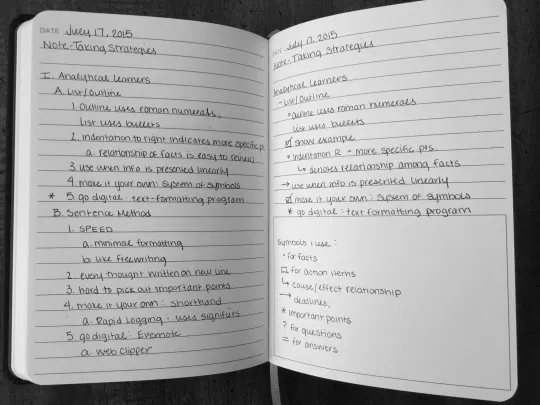 DATE July 17, 2015
Note-Taking Strategies
I. Analytical Learners
A. List/Outline
1. Outline uses roman numerals,
List uses bullets
2. Indentation to right indicates more specific pts.
a. relationship of facts is easy to review
3. use when info is presented linearly
4. make it your own: System of Symbols
* 5. go digital: text-formatting program
B. Sentence Method
1. SPEED
a. minimal formatting
b. like freewriting
2. every thought written on new line
3. hard to pick out important points
4. make it your own: shorthand
a. Rapid Logging: uses signifiers
5. go digital: Evernote
a. Web Clipper
DATE July 17, 2015
Note-Taking Strategies
Analytical Learners
- List/Outline
• Outline uses roman numerals
List uses bullets
☑ show example
• Indentation R = more specific pts.
↳ denotes relationship among facts
→ use when info is presented linearly
☑ make it your own: System of Symbols
* go digital: text formatting program
Symbols I use:
• for facts
☐ for action items
↳ cause/effect relationship
→ deadlines,
* important points
? for questions
= for answers